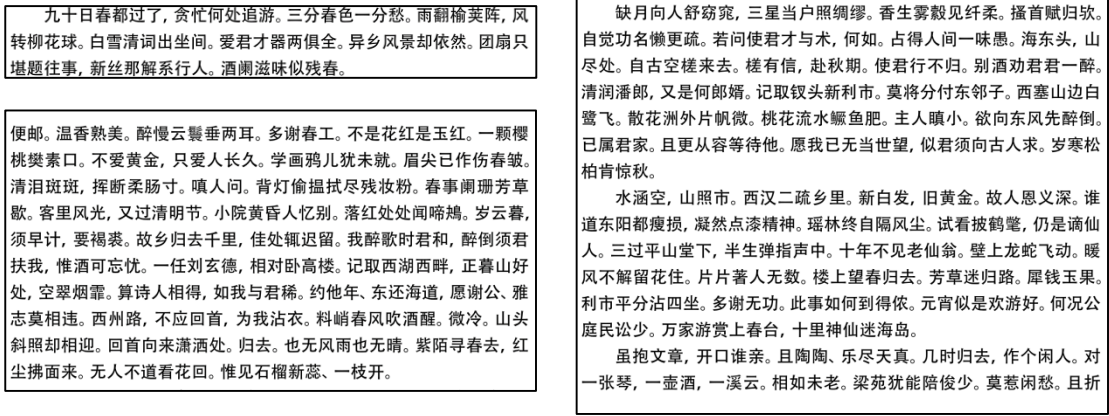 九十日春都过了，贪忙何处追游。三分春色一分愁。雨翻榆荚阵，风
转柳花球。白雪清词出坐间。爱君才器两俱全。异乡风景却依然。团扇只
堪题往事，新丝那解系行人。酒阑滋味似残春。
便邮。温香熟美。醉慢云鬟垂两耳。多谢春工。不是花红是玉红。一颗樱
桃樊素口。不爱黄金，只爱人长久。学画鸦儿犹未就。眉尖已作伤春皱。
清泪斑斑，挥断柔肠寸。嗔人问。背灯偷揾拭尽残妆粉。春事阑珊芳草
歇。客里风光，又过清明节。小院黄昏人忆别。落红处处闻啼鴂。岁云暮，
须早计，要褐裘。故乡归去千里，佳处辄迟留。我醉歌时君和，醉倒须君
扶我，惟酒可忘忧。一任刘玄德，相对卧高楼。记取西湖西畔，正暮山好
处，空翠烟霏。算诗人相得，如我与君稀。约他年、东还海道，愿谢公、雅
志莫相违。西州路，不应回首，为我沾衣。料峭春风吹酒醒。微冷。山头
斜照却相迎。回首向来潇洒处。归去。也无风雨也无晴。紫陌寻春去，红
尘拂面来。无人不道看花回。惟见石榴新蕊、一枝开。
缺月向人舒窈窕，三星当户照绸缪。香生雾縠见纤柔。搔首赋归欤。
自觉功名懒更疏。若问使君才与术，何如。占得人间一味愚。海东头，山
尽处。自古空槎来去。槎有信，赴秋期。使君行不归。别酒劝君君一醉。
清润潘郎，又是何郎婿。记取钗头新利市。莫将分付东邻子。西塞山边白
鹭飞。散花洲外片帆微。桃花流水鳜鱼肥。主人瞋小。欲向东风先醉倒。
已属君家。且更从容等待他。愿我已无当世望，似君须向古人求。岁寒松
柏肯惊秋。
水涵空，山照市。西汉二疏乡里。新白发，旧黄金。故人恩义深。谁
道东阳都瘦损，凝然点漆精神。瑶林终自隔风尘。试看披鹤氅，仍是谪仙
人。三过平山堂下，半生弹指声中。十年不见老仙翁。壁上龙蛇飞动。暖
风不解留花住。片片著人无数。楼上望春归去。芳草迷归路。犀钱玉果。
利市平分沾四坐。多谢无功。此事如何到得侬。元宵似是欢游好。何况公
庭民讼少。万家游赏上春台，十里神仙迷海岛。
虽抱文章，开口谁亲。且陶陶、乐尽天真。几时归去，作个闲人。对
一张琴，一壶酒，一溪云。相如未老。梁苑犹能陪俊少。莫惹闲愁。且折